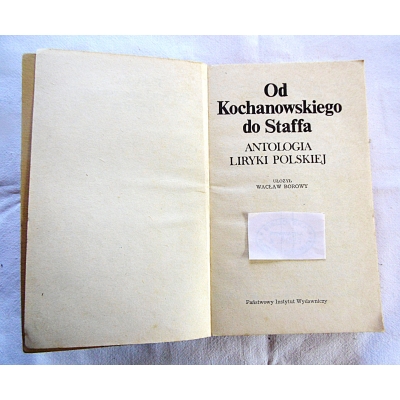 Od
Kochanowskiego
do Staffa
ANTOLOGIA
LIRYKI POLSKIEJ
UŁOŻYŁ
WACŁAW BOROWY
Państwowy Instytut Wydawniczy